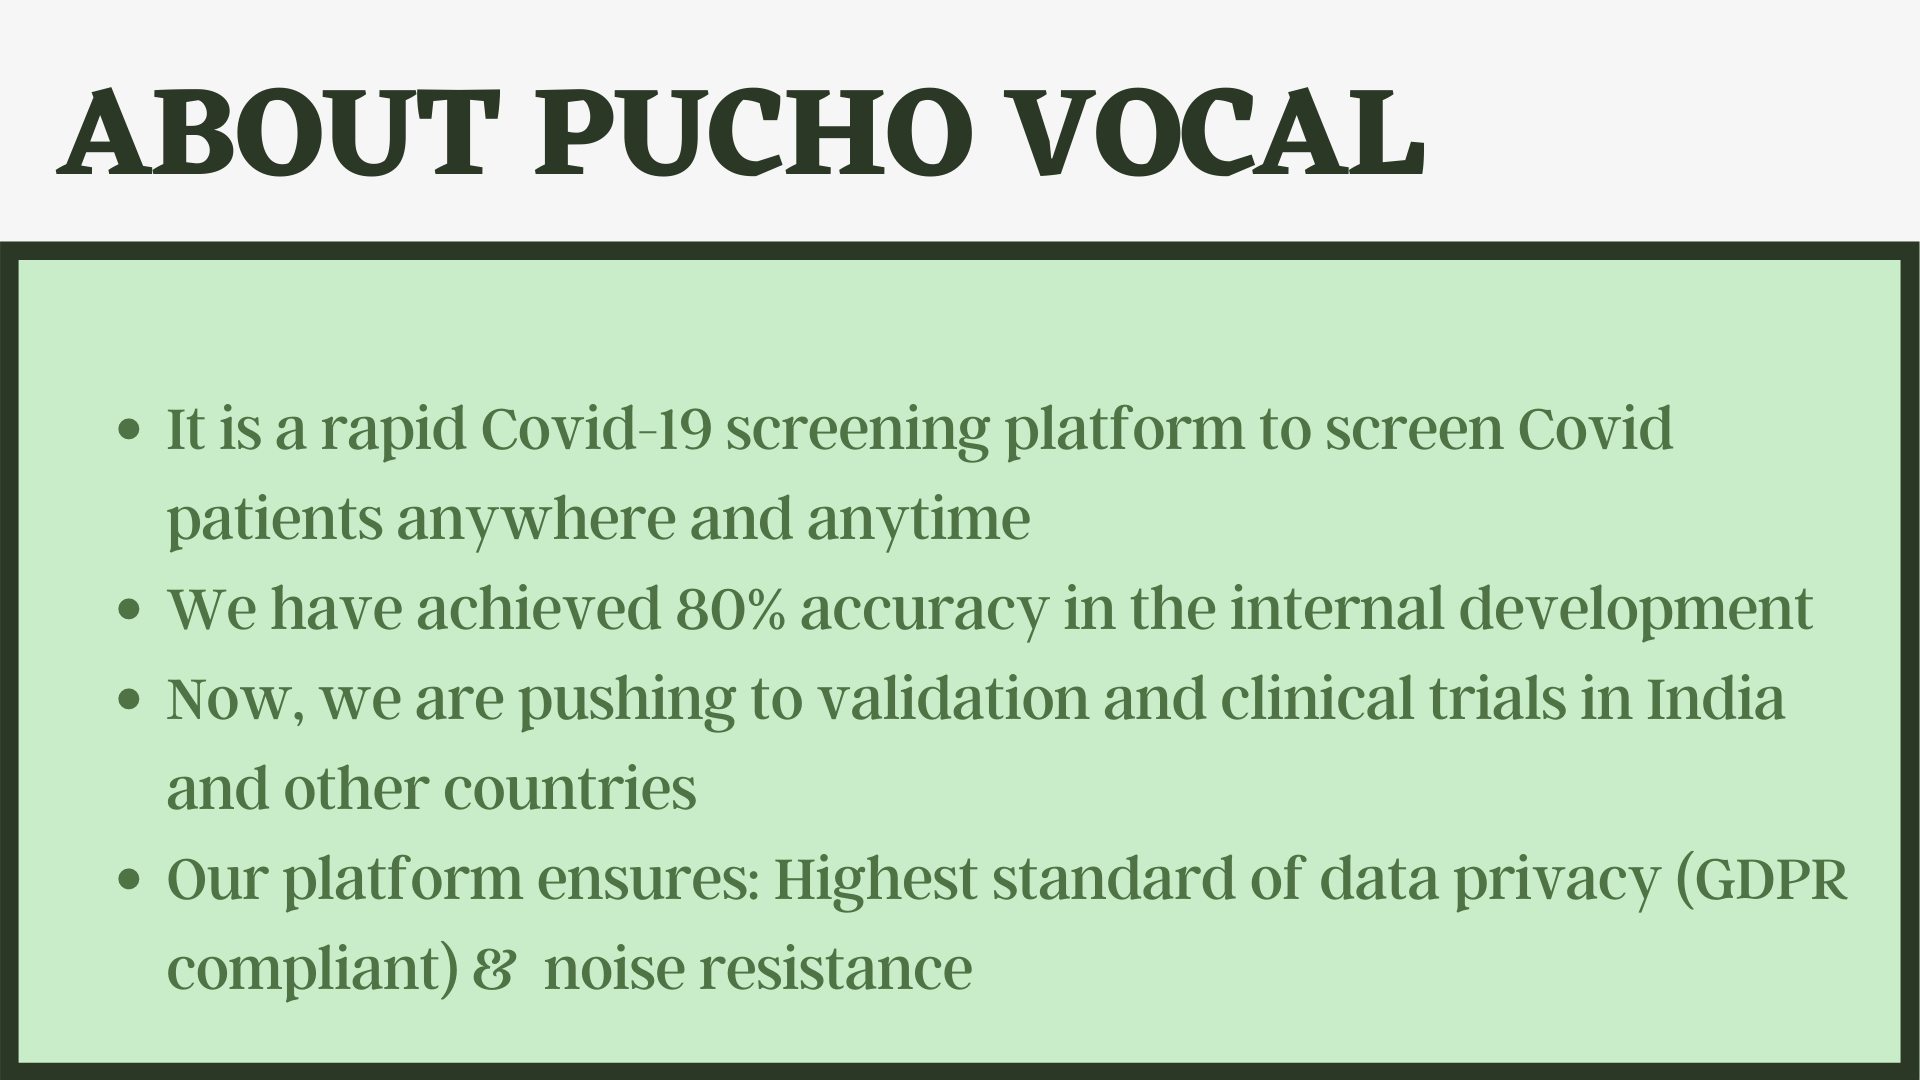 ABOUT PUCHO VOCAL
• It is a rapid Covid-19 screening platform to screen Covid
patients anywhere and anytime
• We have achieved 80% accuracy in the internal development
• Now, we are pushing to validation and clinical trials in India
and other countries
• Our platform ensures: Highest standard of data privacy (GDPR
compliant) &  noise resistance